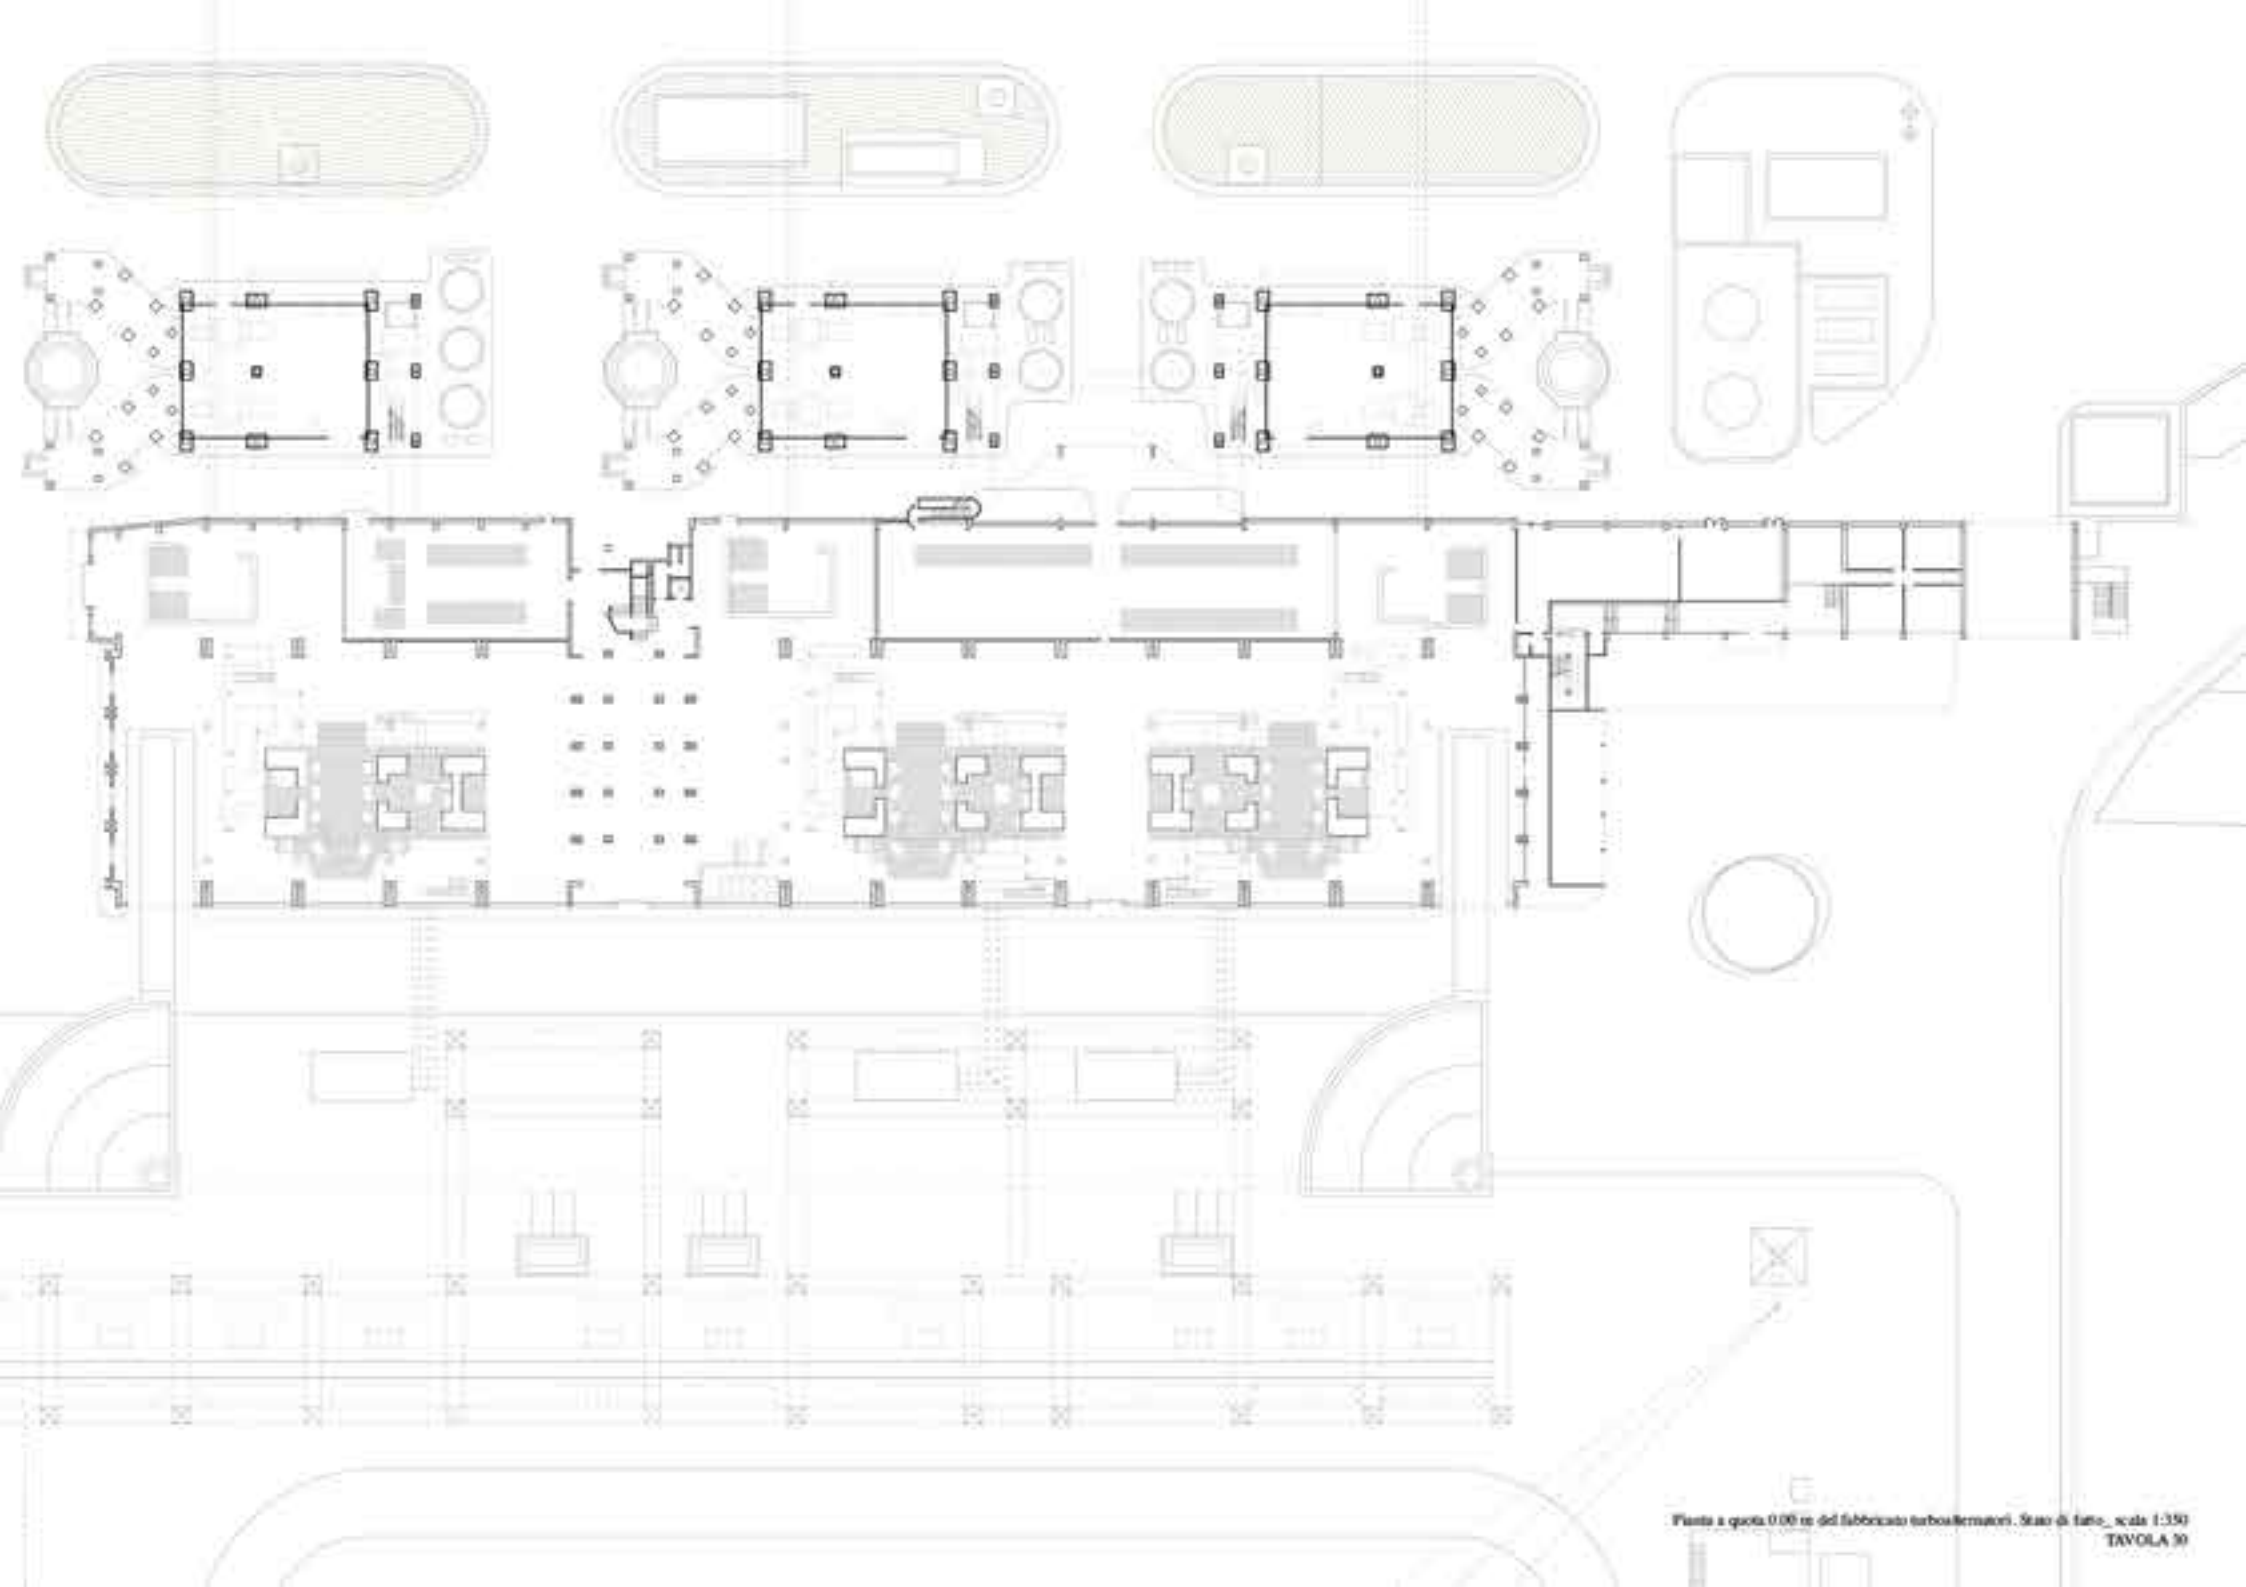 Pianta a quota 0.00 m del fabbricato turboalternatori. Stato di fatto_ scala 1:350
TAVOLA 30